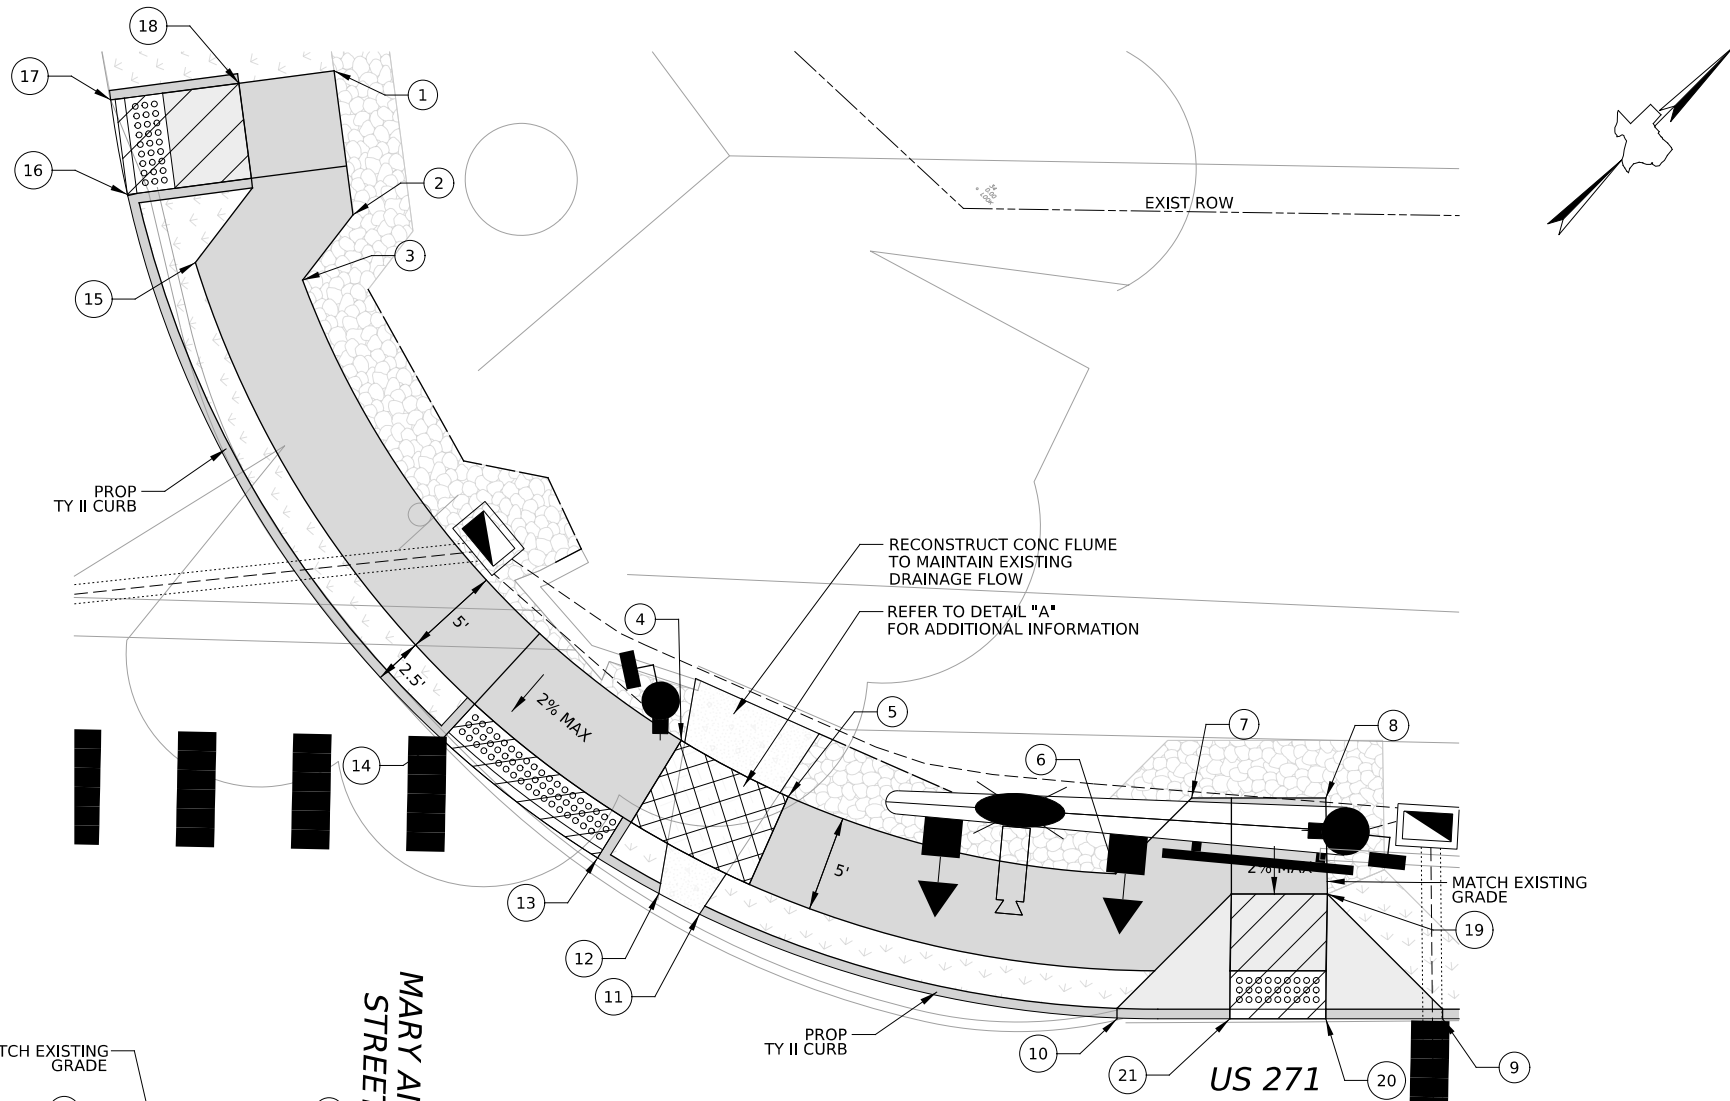 18
17
1
16
2
EXIST ROW
3
15
PROP
TY II CURB
RECONSTRUCT CONC FLUME
TO MAINTAIN EXISTING
DRAINAGE FLOW
REFER TO DETAIL "A"
FOR ADDITIONAL INFORMATION
4
5'
2.5'
2% MAX
5
7
8
6
14
5'
2% MAX
MATCH EXISTING
GRADE
13
19
12
11
PROP
TY II CURB
10
9
21
20
US 271
MARY
STREET
TCH EXISTING
GRADE